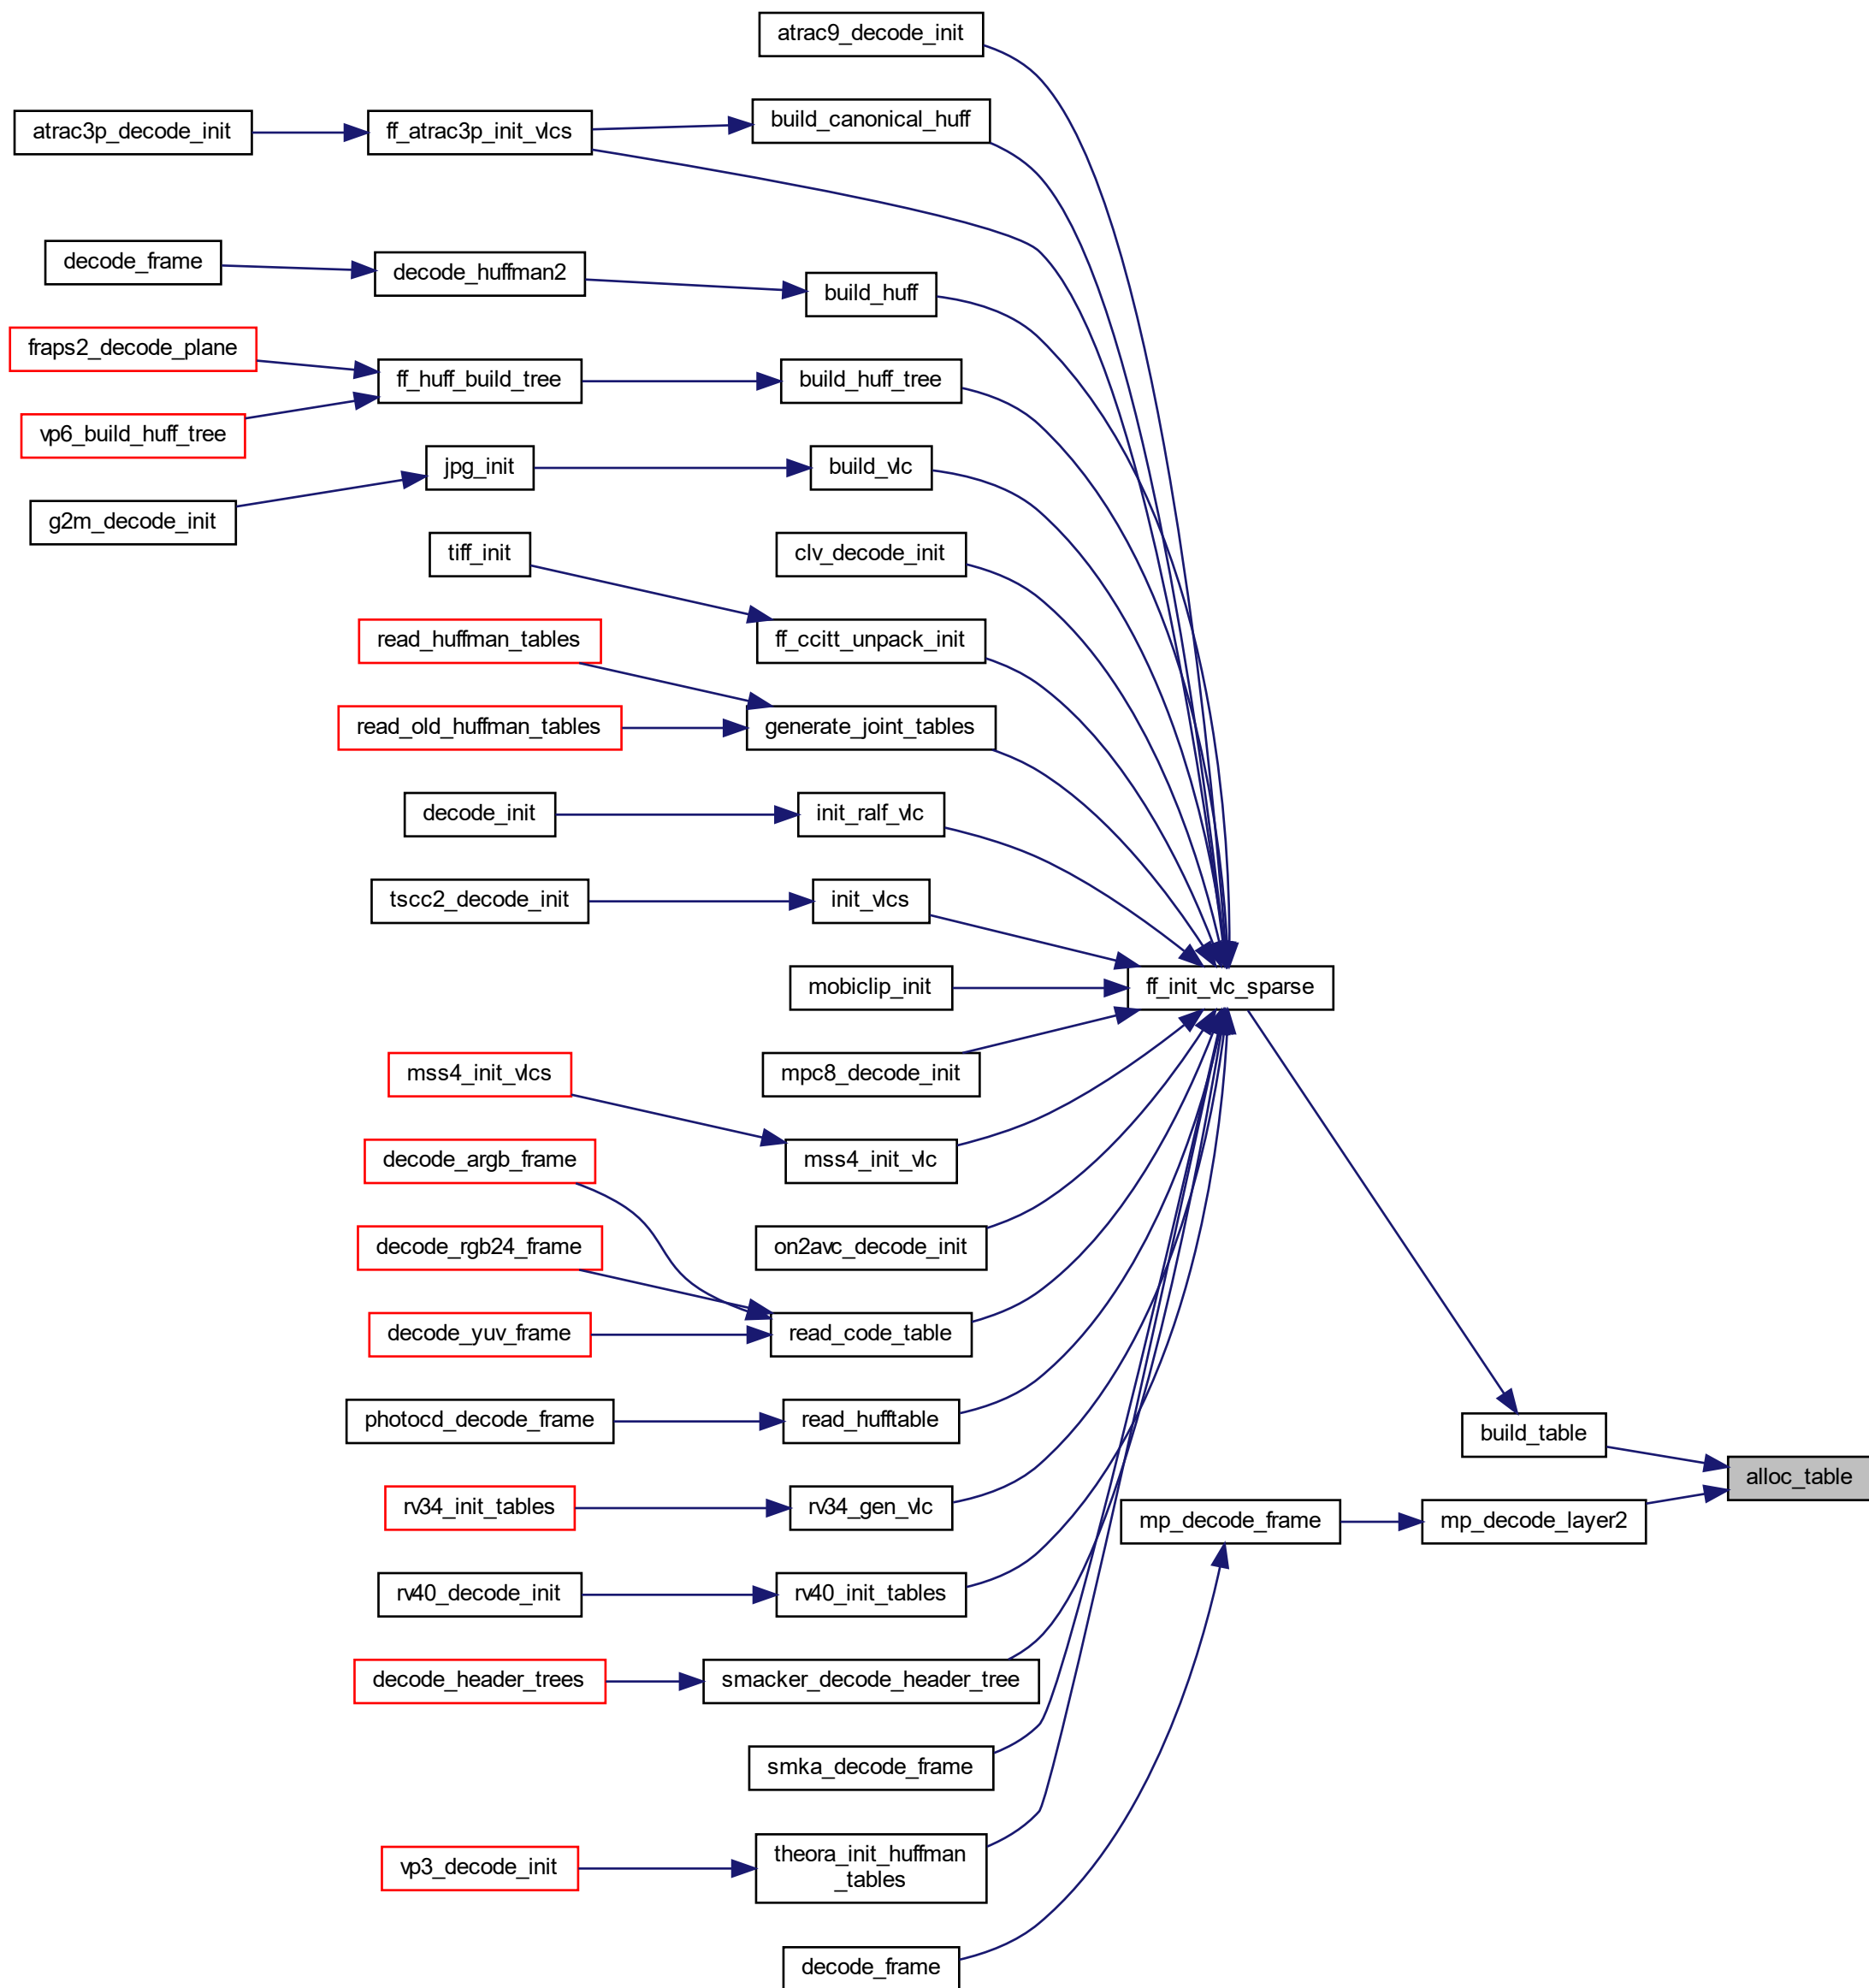 atrac9_decode_init
atrac3p_decode_init
ff_atrac3p_init_vlcs
build_canonical_huff
decode_frame
decode_huffman2
build_huff
fraps2_decode_plane
ff_huff_build_tree
build_huff_tree
vp6_build_huff_tree
jpg_init
build_vlc
g2m_decode_init
tiff_init
clv_decode_init
read_huffman_tables
ff_ccitt_unpack_init
read_old_huffman_tables
generate_joint_tables
decode_init
init_ralf_vlc
tscc2_decode_init
init_vlcs
mobiclip_init
ff_init_vlc_sparse
mss4_init_vlcs
mpc8_decode_init
decode_argb_frame
mss4_init_vlc
decode_rgb24_frame
on2avc_decode_init
decode_yuv_frame
read_code_table
photocd_decode_frame
read_hufftable
build_table
alloc_table
rv34_init_tables
rv34_gen_vlc
mp_decode_frame
mp_decode_layer2
rv40_decode_init
rv40_init_tables
decode_header_trees
smacker_decode_header_tree
smka_decode_frame
vp3_decode_init
theora_init_huffman
_tables
decode_frame